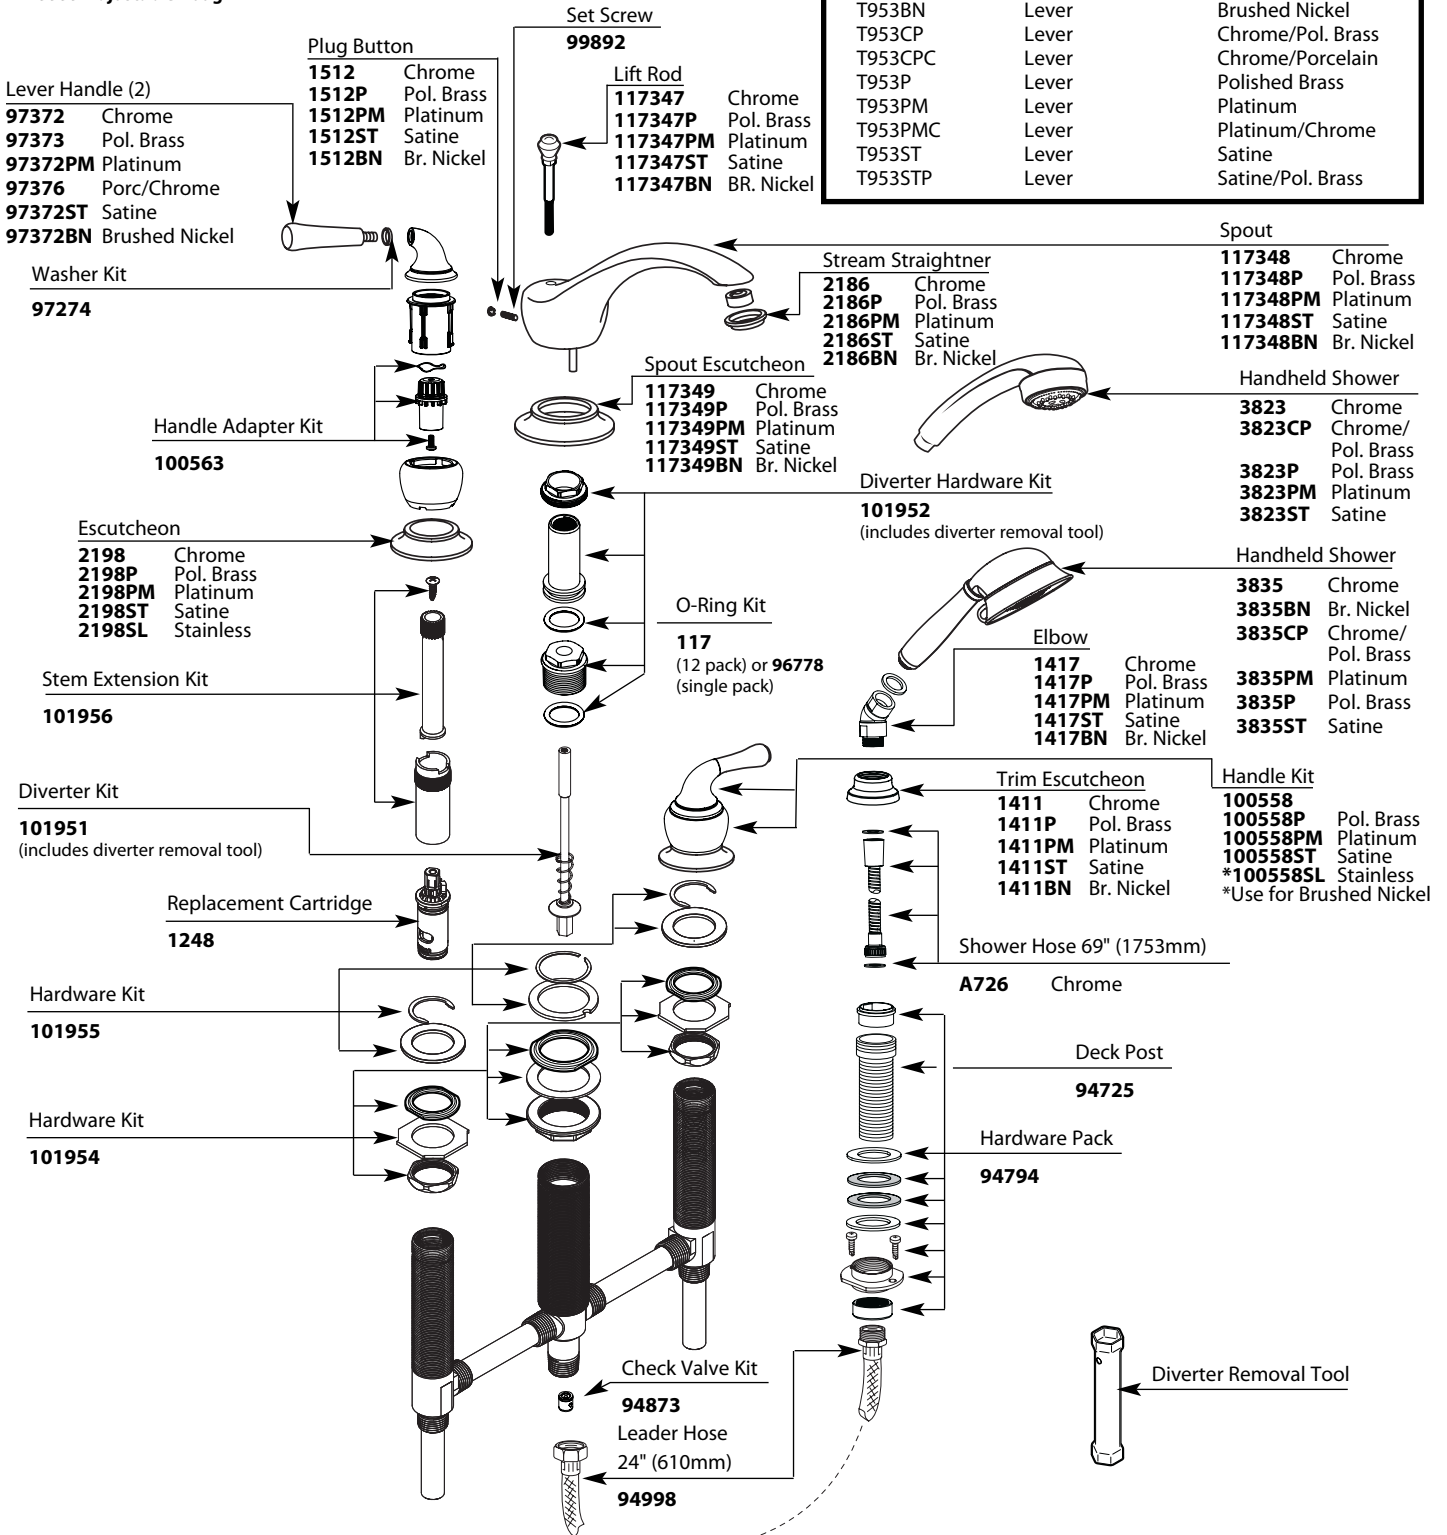 T953BN Lever Brushed Nickel
T953CP Lever Chrome/Pol. Brass
T953CPC Lever Chrome/Porcelain
T953P Lever Polished Brass
T953PM Lever Platinum
T953PMC Lever Platinum/Chrome
T953ST Lever Satine
T953STP Lever Satine/Pol. Brass
Set Screw
99892
Plug Button
1512 Chrome
1512P Pol. Brass
1512PM Platinum
1512ST Satine
1512BN Br. Nickel
Lift Rod
117347 Chrome
117347P Pol. Brass
117347PM Platinum
117347ST Satine
117347BN BR. Nickel
Lever Handle (2)
97372 Chrome
97373 Pol. Brass
97372PM Platinum
97376 Porc/Chrome
97372ST Satine
97372BN Brushed Nickel
Washer Kit
97274
Spout
117348 Chrome
117348P Pol. Brass
117348PM Platinum
117348ST Satine
117348BN Br. Nickel
Stream Straightner
2186 Chrome
2186P Pol. Brass
2186PM Platinum
2186ST Satine
2186BN Br. Nickel
Spout Escutcheon
117349 Chrome
117349P Pol. Brass
117349PM Platinum
117349ST Satine
117349BN Br. Nickel
Handheld Shower
3823 Chrome
3823CP Chrome/
Pol. Brass
3823P Pol. Brass
3823PM Platinum
3823ST Satine
Handle Adapter Kit
100563
Diverter Hardware Kit
101952
(includes diverter removal tool)
Escutcheon
2198 Chrome
2198P Pol. Brass
2198PM Platinum
2198ST Satine
2198SL Stainless
Handheld Shower
3835 Chrome
3835BN Br. Nickel
3835CP Chrome/
Pol. Brass
3835PM Platinum
3835P Pol. Brass
3835ST Satine
O-Ring Kit
117
(12 pack) or 96778
(single pack)
Elbow
1417 Chrome
1417P Pol. Brass
1417PM Platinum
1417ST Satine
1417BN Br. Nickel
Stem Extension Kit
101956
Trim Escutcheon
1411 Chrome
1411P Pol. Brass
1411PM Platinum
1411ST Satine
1411BN Br. Nickel
Handle Kit
100558
100558P Pol. Brass
100558PM Platinum
100558ST Satine
*100558SL Stainless
*Use for Brushed Nickel
Diverter Kit
101951
(includes diverter removal tool)
Replacement Cartridge
1248
Shower Hose 69" (1753mm)
A726 Chrome
Hardware Kit
101955
Deck Post
94725
Hardware Kit
101954
Hardware Pack
94794
Check Valve Kit
94873
Leader Hose
24" (610mm)
94998
Diverter Removal Tool